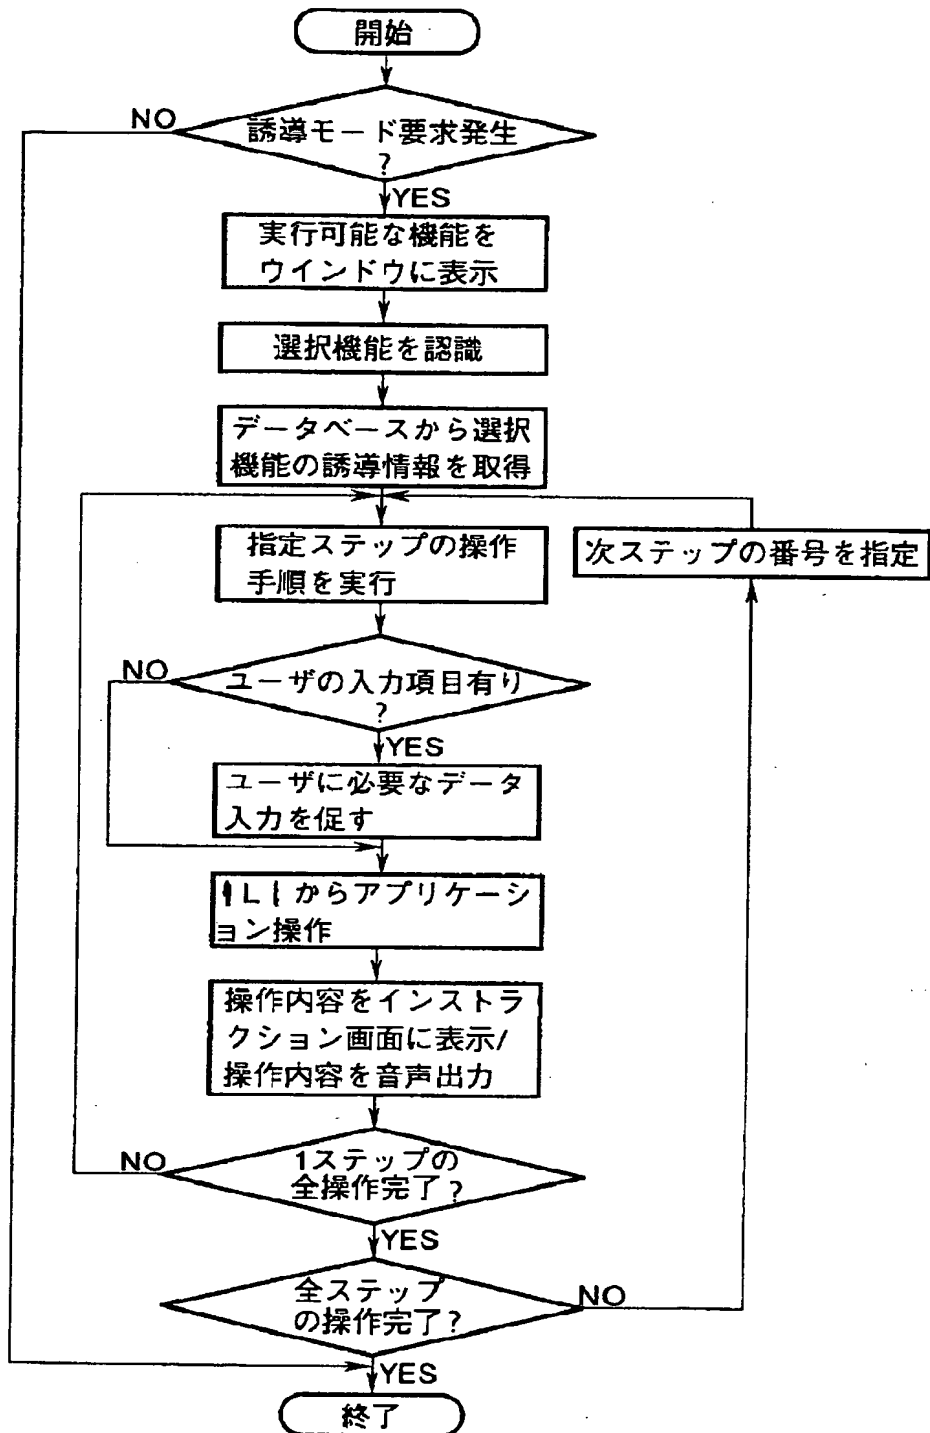 開始
NO
誘導モード要求発生
?
YES
実行可能な機能を
ウインドウに表示
選択機能を認識
データベースから選択
機能の誘導情報を取得
指定ステップの操作
手順を実行
次ステップの番号を指定
NO
ユーザの入力項目有り
?
YES
ユーザに必要なデータ
入力を促す
からアプリケーシ
ョン操作
操作内容をインストラ
クション画面に表示/
操作内容を音声出力
NO
1ステップの
全操作完了?
YES
全ステップ
の操作完了?
NO
YES
終了